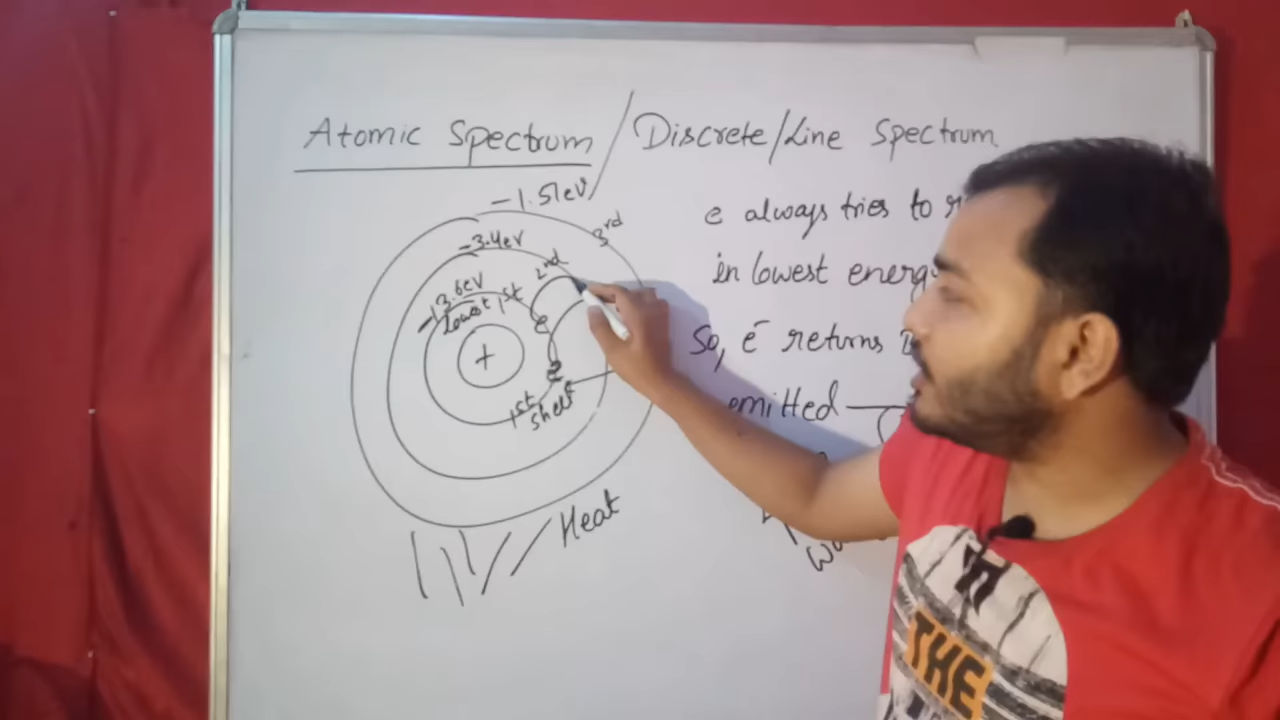 Atomic Spectrum / Discrete/Line Spectrum
-1.51eV
3rd
-3.4eV
2nd
-13.6eV
lowest 1st
+
e
e
1st
shell
Heat
e always tries to
in lowest
So, e returns
emitted
THE